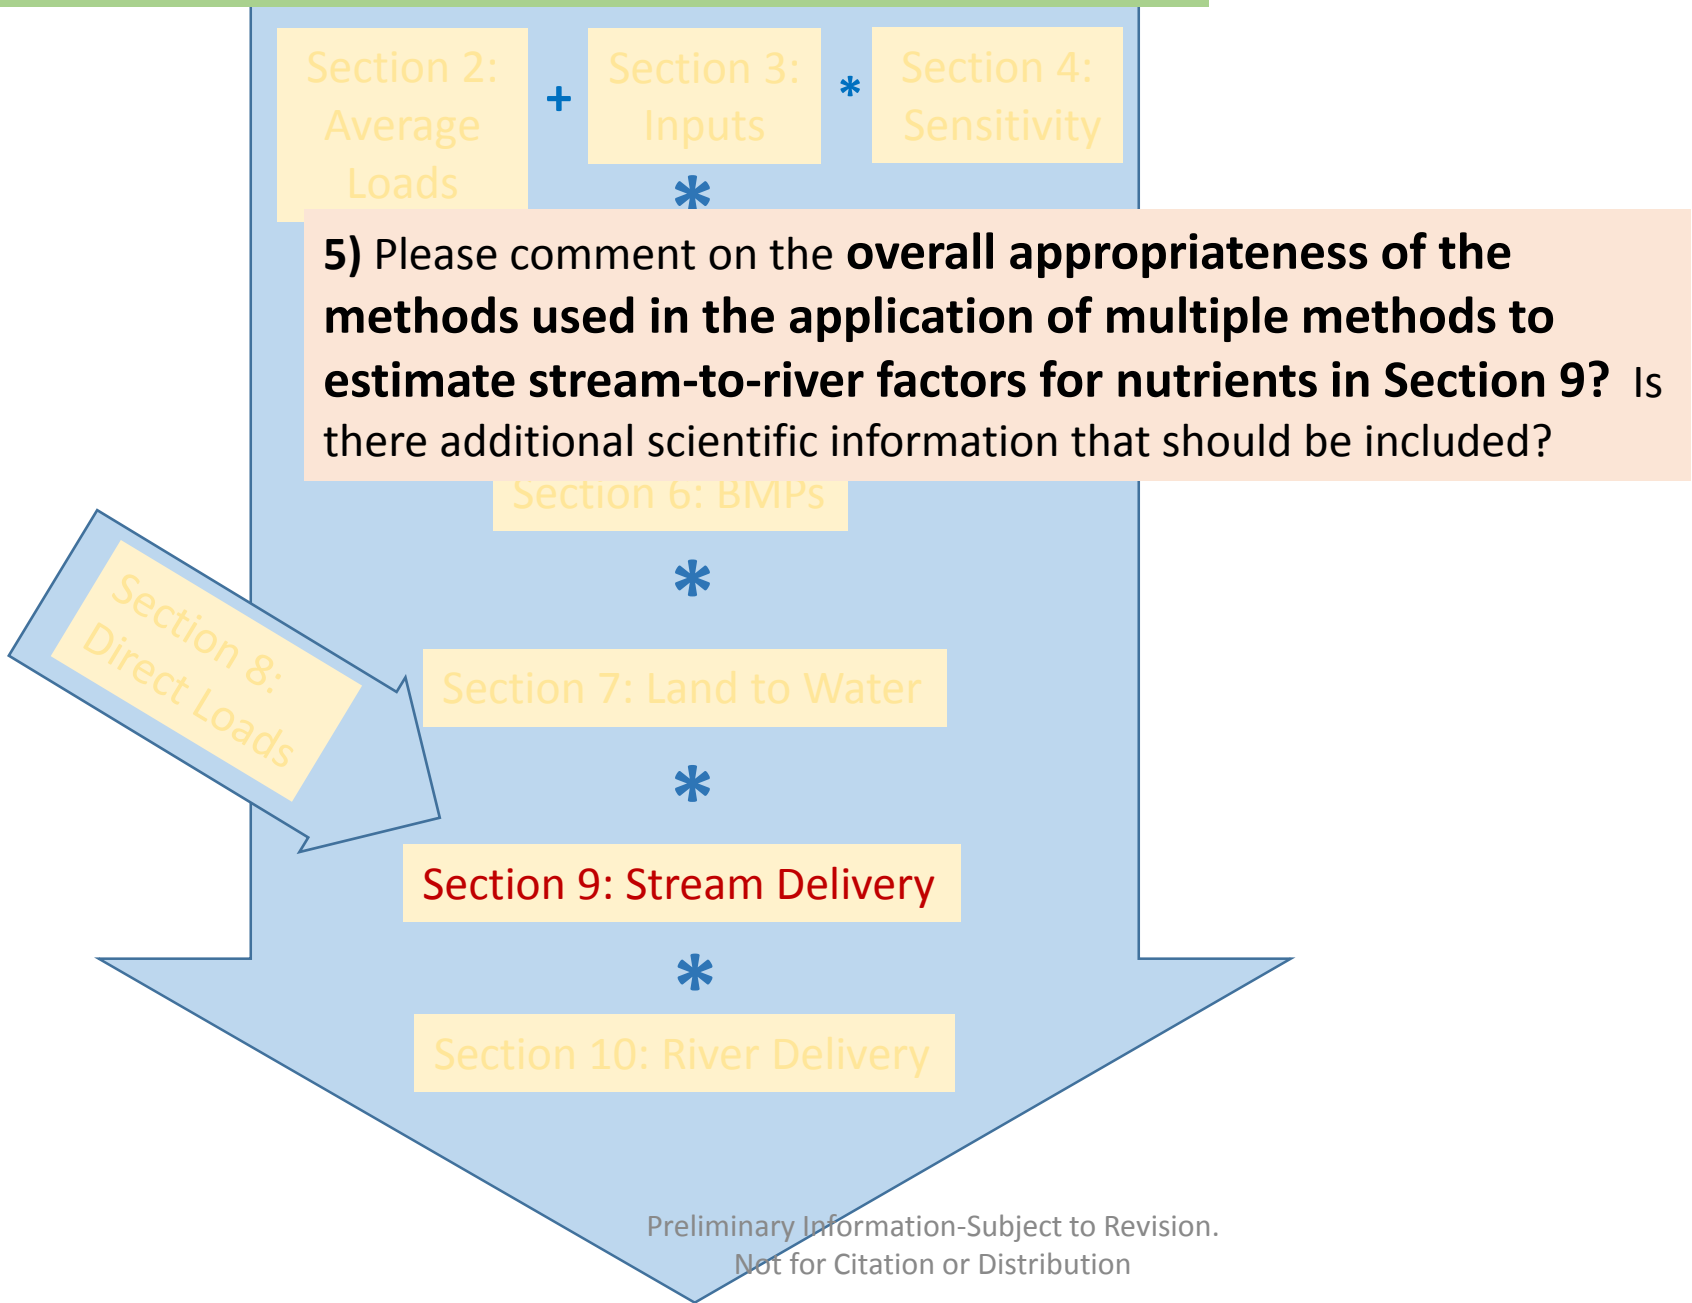 Section 2:
Average
Loads
+
Section 3:
Inputs
*
Section 4:
Sensitivity
*
5) Please comment on the overall appropriateness of the
methods used in the application of multiple methods to
estimate stream-to-river factors for nutrients in Section 9? Is
there additional scientific information that should be included?
Section 6: BMPs
*
Section 8:
Direct Loads
Section 7: Land to Water
*
Section 9: Stream Delivery
*
Section 10: River Delivery
Preliminary Information-Subject to Revision.
Not for Citation or Distribution